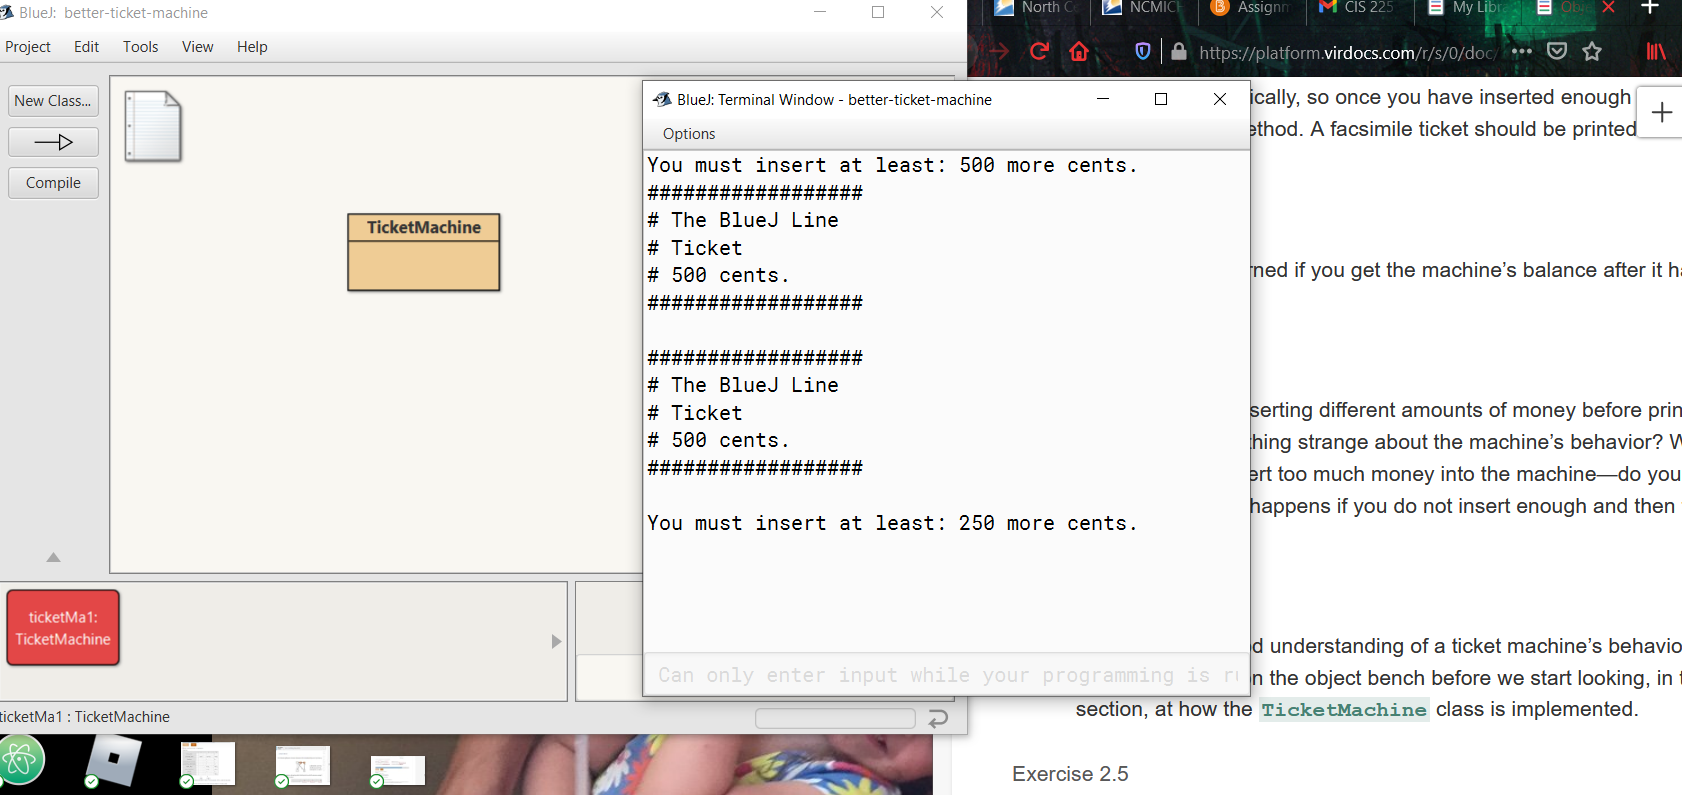 BlueJ: better-ticket-machine
Project Edit Tools View Help
New Class...
Compile
TicketMachine
ticketMa1:
TicketMachine
ticketMa1 : TicketMachine
BlueJ: Terminal Window - better-ticket-machine
Options
You must insert at least: 500 more cents.
##################
# The BlueJ Line
# Ticket
# 500 cents.
##################
##################
# The BlueJ Line
# Ticket
# 500 cents.
##################
You must insert at least: 250 more cents.
Can only enter input while your programming is
North
NCMICH
Assignm
CIS 225
My Libr
https://platform.virdocs.com/r/s/0/doc/
ically, so once you have inserted enough
ethod. A facsimile ticket should be printed
rned if you get the machine’s balance after it ha
serting different amounts of money before prin
thing strange about the machine’s behavior? W
ert too much money into the machine—do you
happens if you do not insert enough and then
d understanding of a ticket machine’s behavio
n the object bench before we start looking, in t
section, at how the TicketMachine class is implemented.
Exercise 2.5